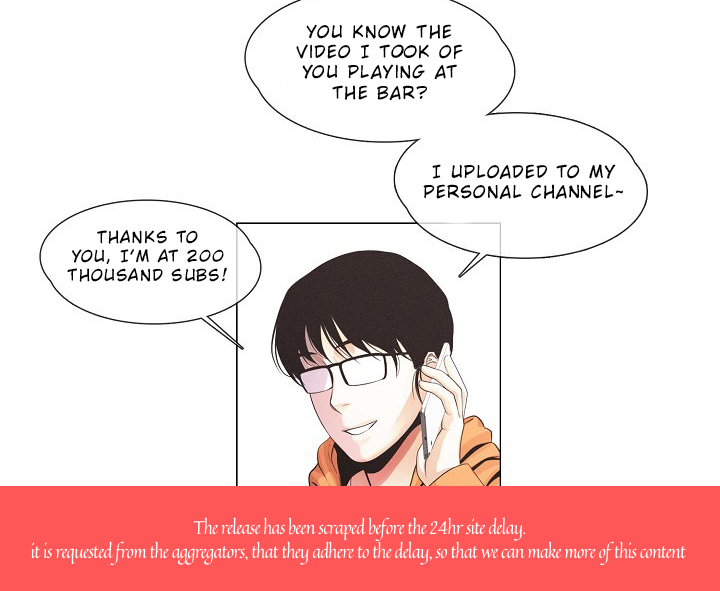 YOU KNOW THE
VIDEO I TOOK OF
YOU PLAYING AT
THE BAR?
I UPLOADED TO MY
PERSONAL CHANNEL~
THANKS TO
YOU, I'M AT 200
THOUSAND SUBS!
The release has been scraped before the 24hr site delay.
it is requested from the aggregators, that they adhere to the delay, so that we can make more of this content